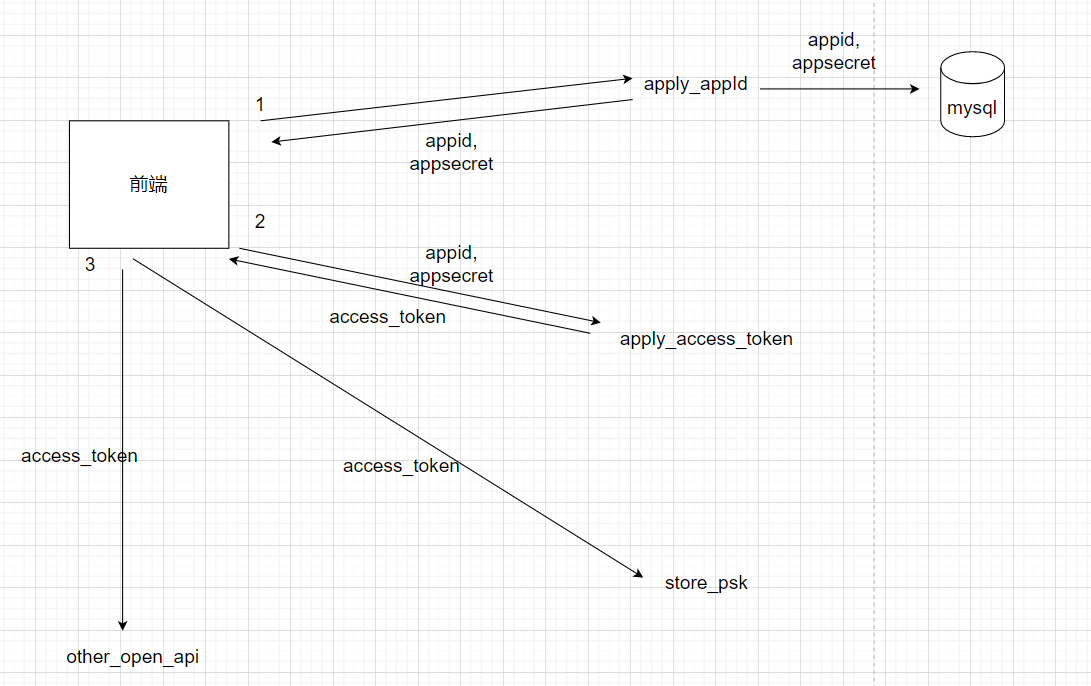 appid,
appsecret
1
apply_appId
mysql
appid,
appsecret
前端
2
appid,
appsecret
3
access_token
apply_access_token
access_token
access_token
store_psk
other_open_api